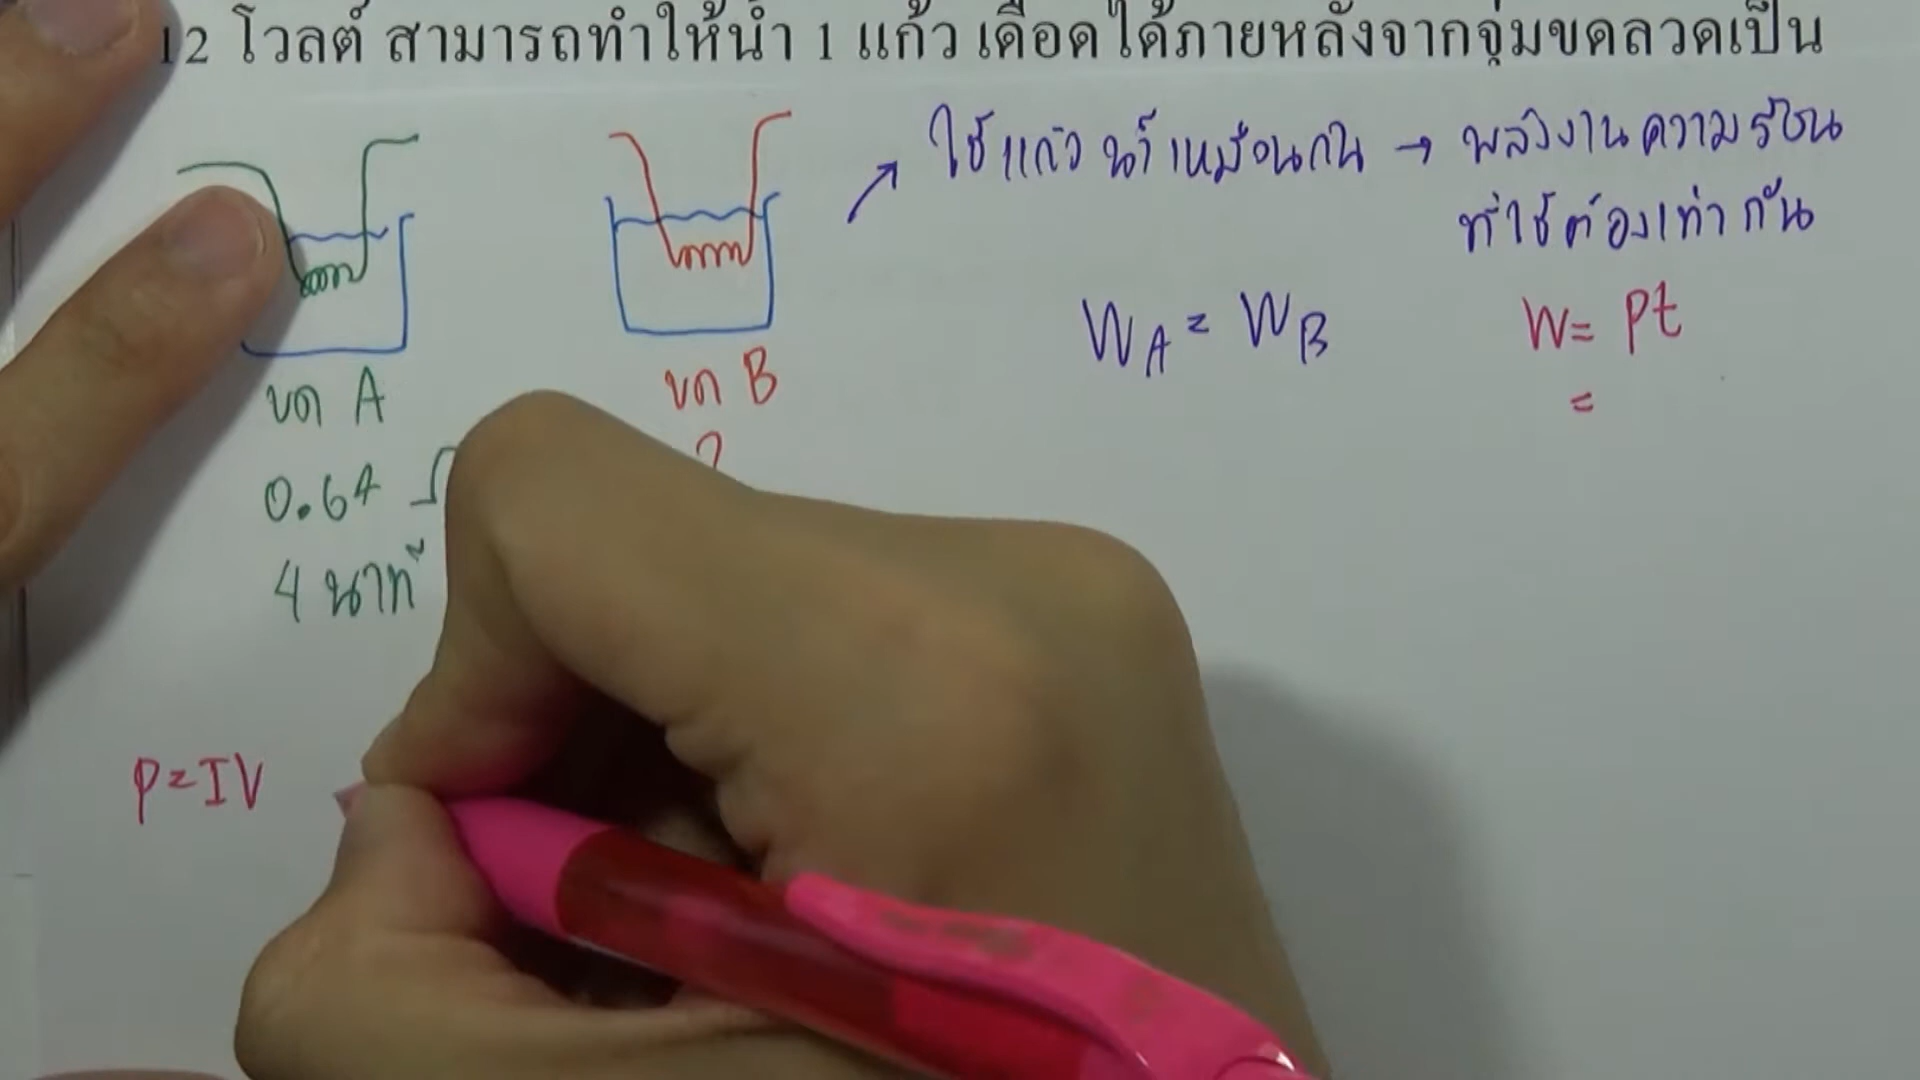 12 โวลต์ สามารถทำให้น้ำ 1 แก้ว เดือดได้ภายหลังจากจุ่มขดลวดเป็น
ใช้แก้วน้ำเหมือนกัน → พลังงานความร้อน
ที่ใช้ต้องเท่ากัน
W_A = W_B
W = Pt
=
ขด A
ขด B
0.64
?
4 นาที
P = IV